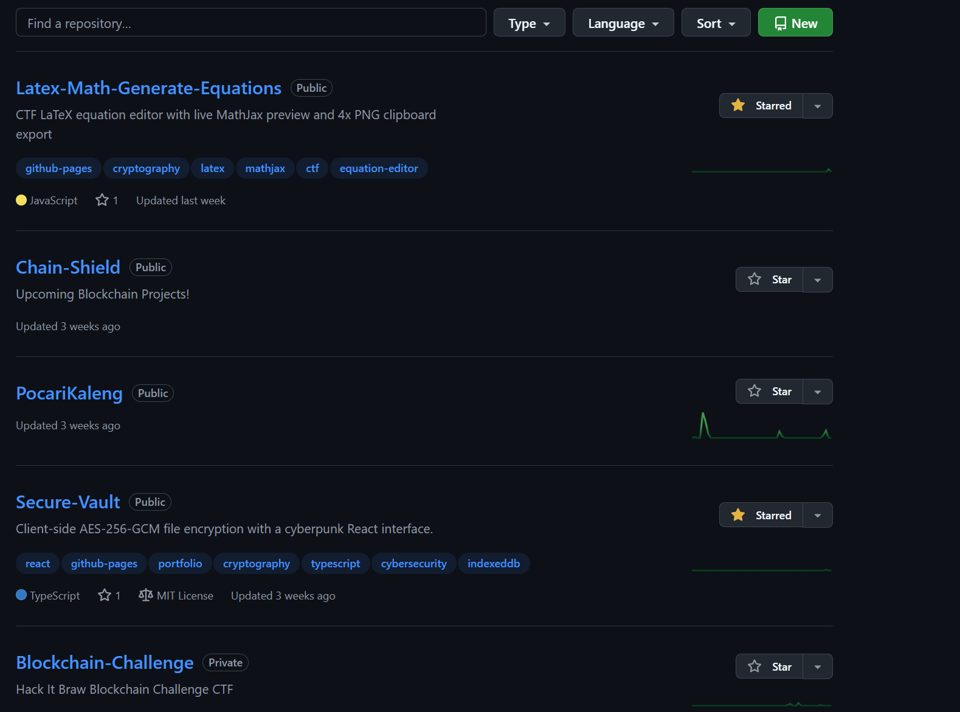 Find a repository...
Type
Language
Sort
New
Latex-Math-Generate-Equations Public
Starred
CTF LaTeX equation editor with live MathJax preview and 4x PNG clipboard
export
github-pages cryptography latex mathjax ctf equation-editor
JavaScript 1 Updated last week
Chain-Shield Public
Star
Upcoming Blockchain Projects!
Updated 3 weeks ago
PocariKaleng Public
Star
Updated 3 weeks ago
Secure-Vault Public
Starred
Client-side AES-256-GCM file encryption with a cyberpunk React interface.
react github-pages portfolio cryptography typescript cybersecurity indexeddb
TypeScript 1 MIT License Updated 3 weeks ago
Blockchain-Challenge Private
Star
Hack It Braw Blockchain Challenge CTF